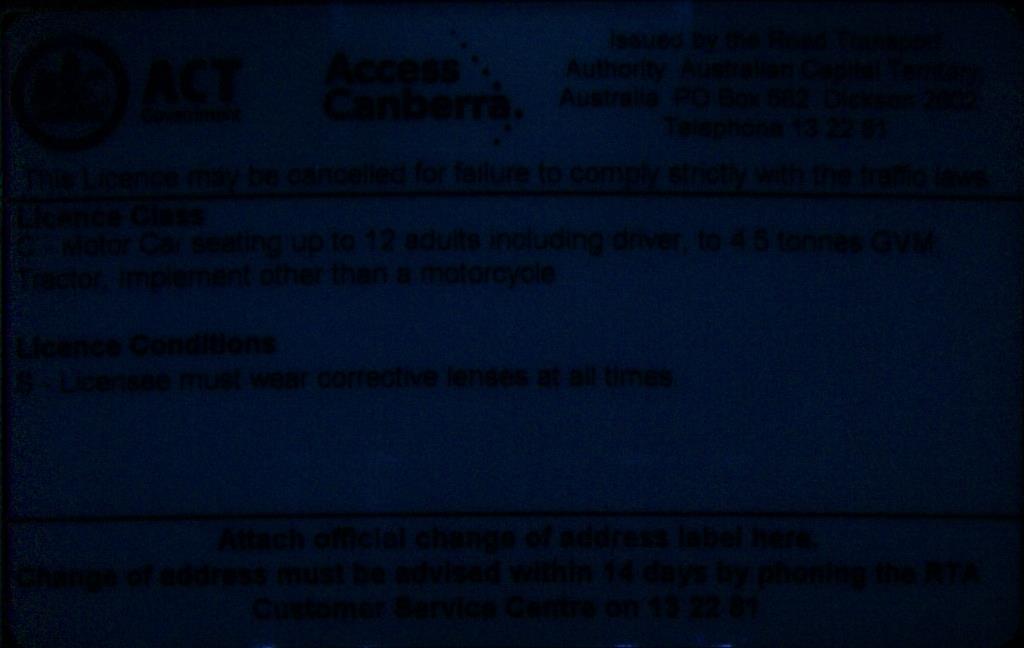 ACT
Government
Access
Canberra.
Issued by the Road Transport
Authority Australian Capital Territory
Australia PO Box 582 Dickson 2602
Telephone 13 22 81
This Licence may be cancelled for failure to comply strictly with the traffic laws
Licence Class
C - Motor Car seating up to 12 adults including driver, to 4.5 tonnes GVM,
Tractor, Implement other than a motorcycle
Licence Conditions
S - Licensee must wear corrective lenses at all times
Attach official change of address label here.
Change of address must be advised within 14 days by phoning the RTA
Customer Service Centre on 13 22 81